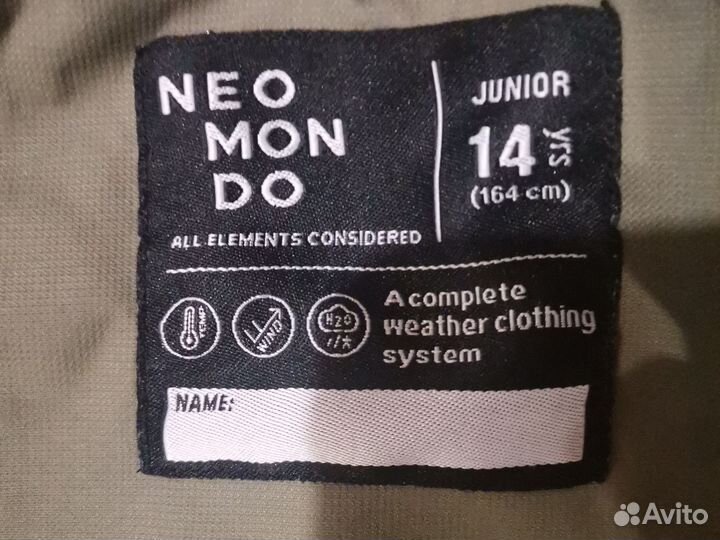 NEO
MON
DO
ALL ELEMENTS CONSIDERED
JUNIOR
14 yrs
(164 cm)
TEMP
WIND
H2O
r/*
A complete
weather clothing
system
NAME:
Avito